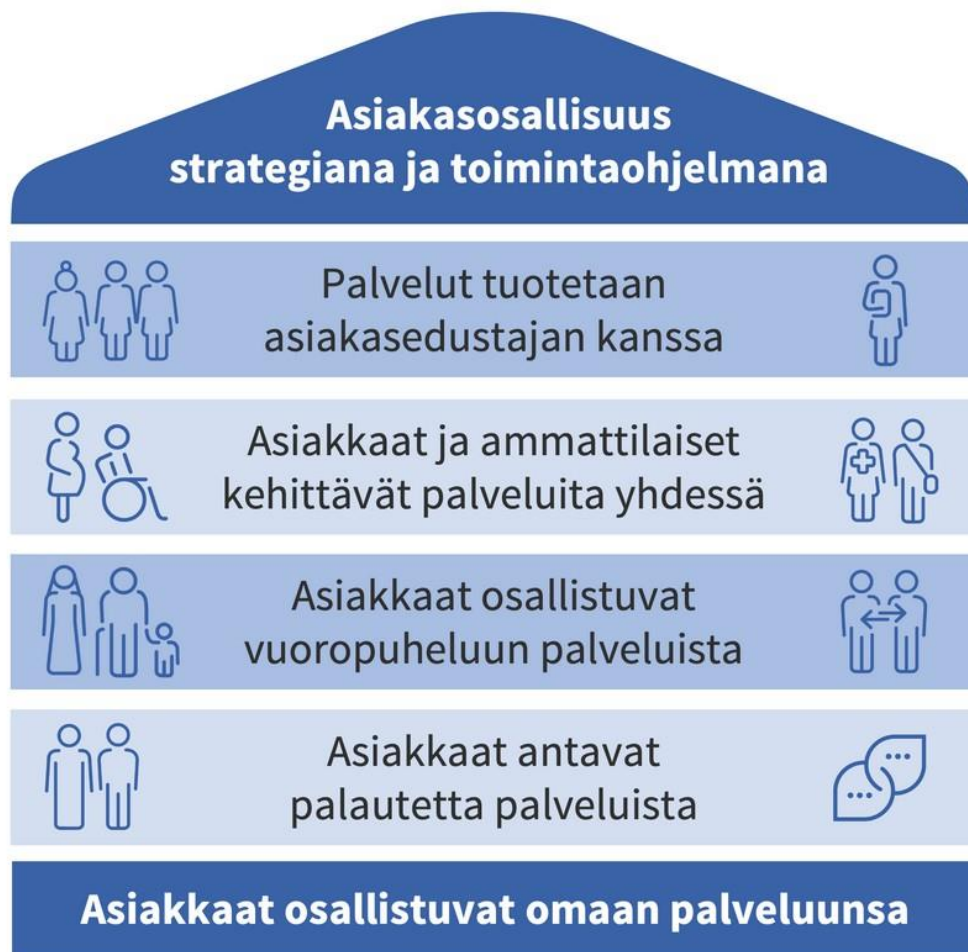 Asiakasosallisuus
strategiana ja toimintaohjelmana
Palvelut tuotetaan
asiakasedustajan kanssa
Asiakkaat ja ammattilaiset
kehittävät palveluita yhdessä
Asiakkaat osallistuvat
vuoropuheluun palveluista
Asiakkaat antavat
palautetta palveluista
Asiakkaat osallistuvat omaan palveluunsa